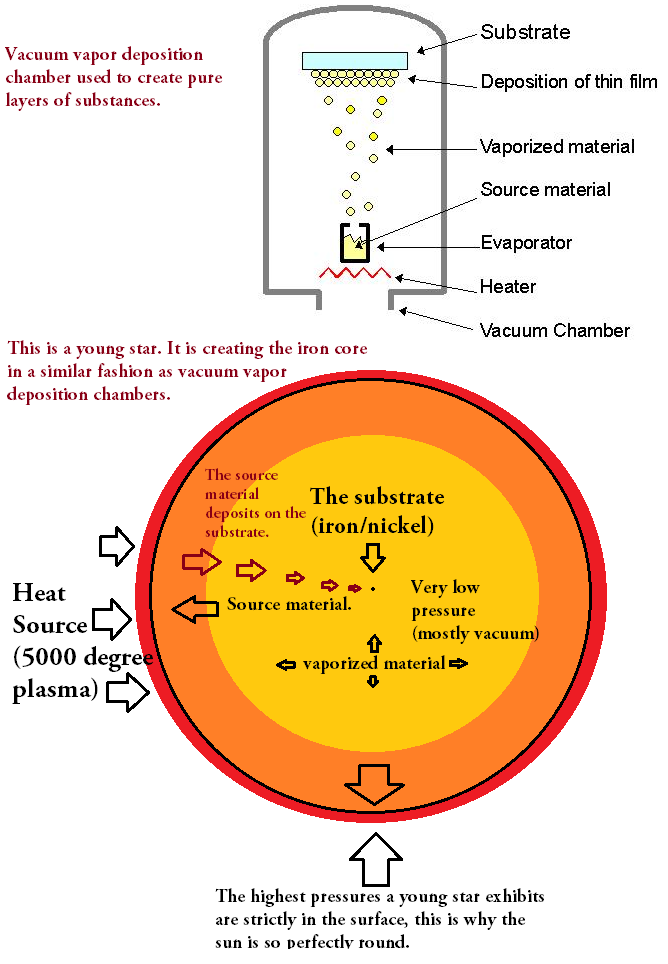 Vacuum vapor deposition
chamber used to create pure
layers of substances.
Substrate
Deposition of thin film
Vaporized material
Source material
Evaporator
Heater
Vacuum Chamber
This is a young star. It is creating the iron core
in a similar fashion as vacuum vapor
deposition chambers.
The source
material
deposits on the
substrate.
The substrate
(iron/nickel)
Heat
Source
(5000 degree
plasma)
Source material.
Very low
pressure
(mostly vacuum)
vaporized material
The highest pressures a young star exhibits
are strictly in the surface, this is why the
sun is so perfectly round.